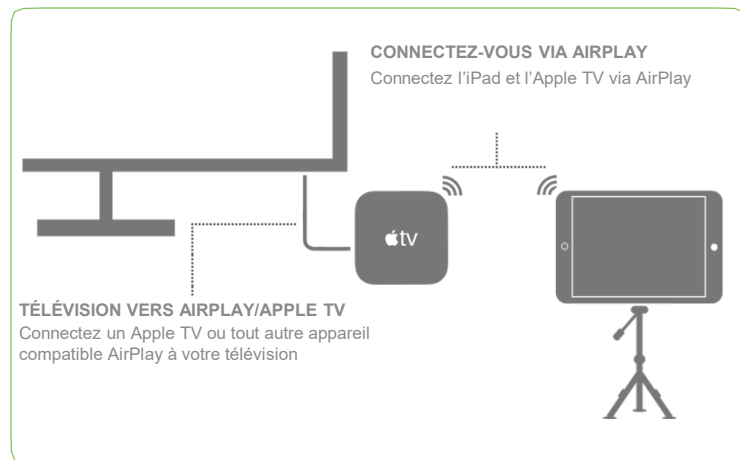 CONNECTEZ-VOUS VIA AIRPLAY
Connectez l'iPad et l'Apple TV via AirPlay
tv
TÉLÉVISION VERS AIRPLAY/APPLE TV
Connectez un Apple TV ou tout autre appareil
compatible AirPlay à votre télévision